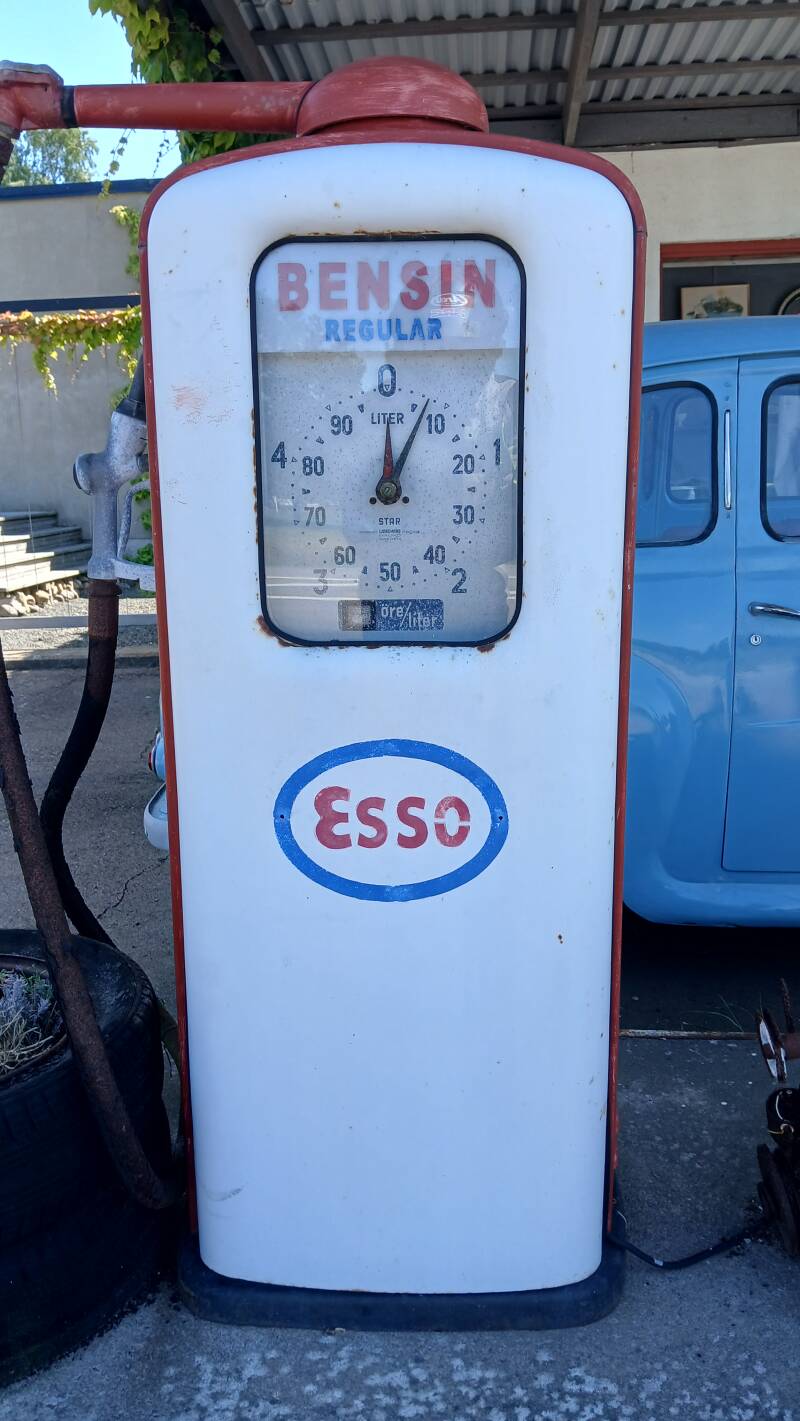 BENSIN
REGULAR
0
LITER
90 10
4 80 20 1
70 30
STAR
60 40
3 50 2
öre/
liter
Esso